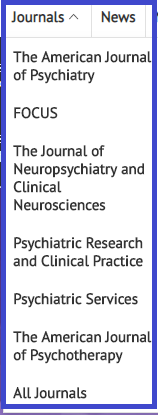 Journals News
The American Journal
of Psychiatry
FOCUS
The Journal of
Neuropsychiatry and
Clinical
Neurosciences
Psychiatric Research
and Clinical Practice
Psychiatric Services
The American Journal
of Psychotherapy
All Journals